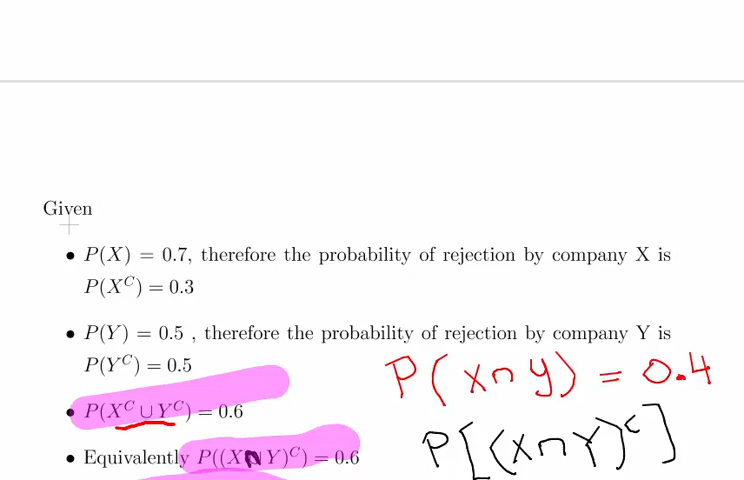 Given
• P(X) = 0.7, therefore the probability of rejection by company X is
P(X^C) = 0.3
• P(Y) = 0.5 , therefore the probability of rejection by company Y is
P(Y^C) = 0.5
P(X∩Y) = 0.4
• P(X^C ∪ Y^C) = 0.6
P[(X∩Y)^C]
• Equivalently P((X∩Y)^C) = 0.6